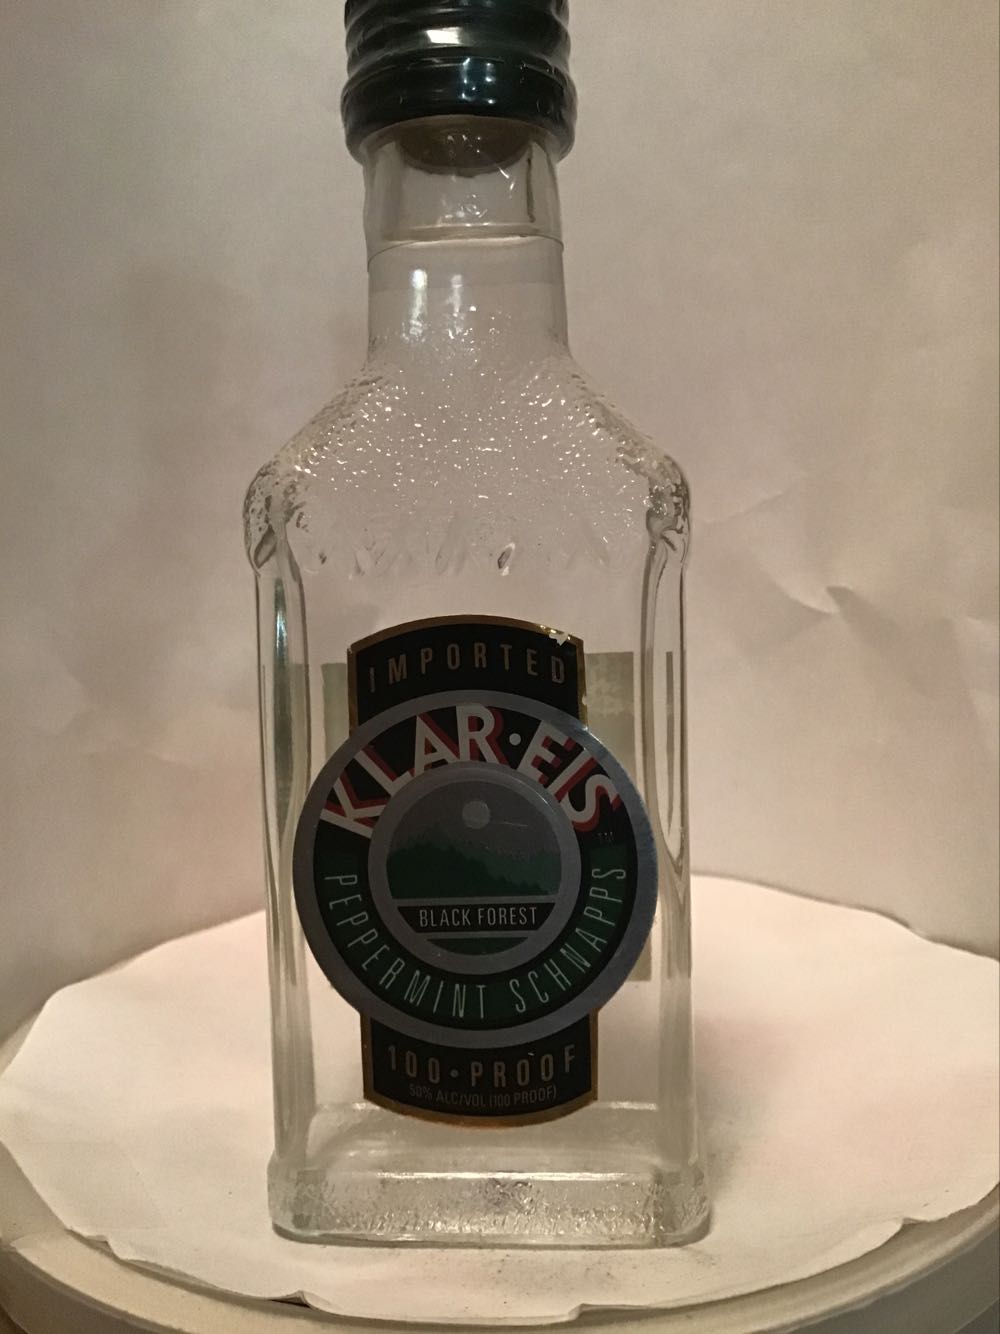 IMPORTED
KLAR·EIS
TM
BLACK FOREST
PEPPERMINT SCHNAPPS
100·PROOF
50% ALC/VOL (100 PROOF)